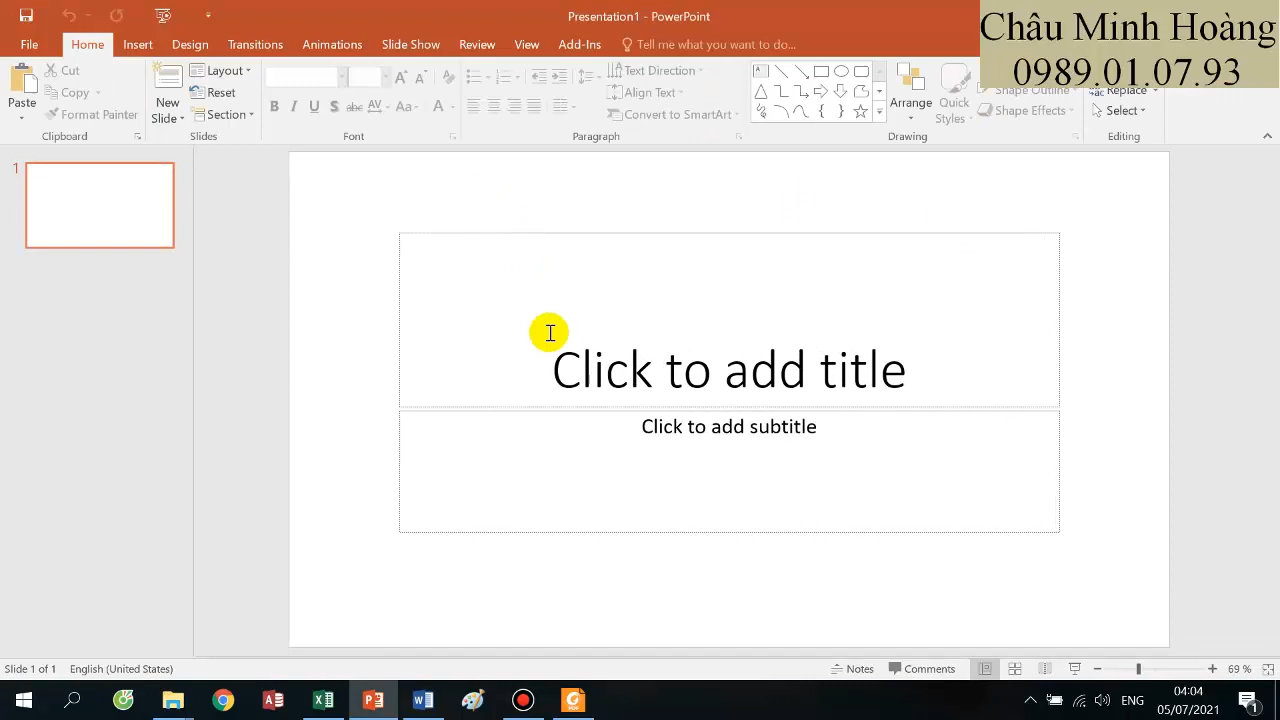 Presentation1 - PowerPoint
Châu Minh Hoàng
0989.01.07.93
File Home Insert Design Transitions Animations Slide Show Review View Add-Ins Tell me what you want to do...
Paste
Cut
Copy
Format Painter
Clipboard
New
Slide
Layout
Reset
Section
Slides
B I U S abc AV Aa A
Font
Text Direction
Align Text
Convert to SmartArt
Paragraph
Arrange
Quick
Styles
Shape Outline
Shape Effects
Drawing
Replace
Select
Editing
1
Click to add title
Click to add subtitle
Slide 1 of 1 English (United States)
Notes Comments 69 %
ENG
04:04
05/07/2021
1